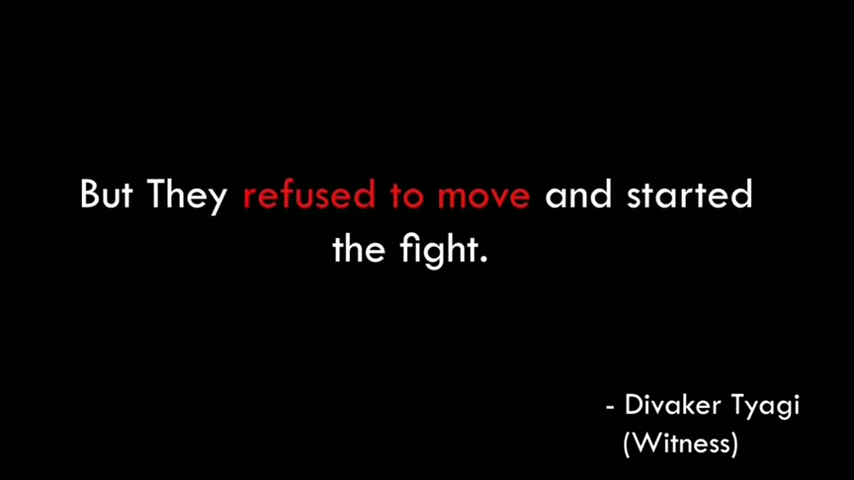 But They refused to move and started
the fight.
- Divaker Tyagi
(Witness)